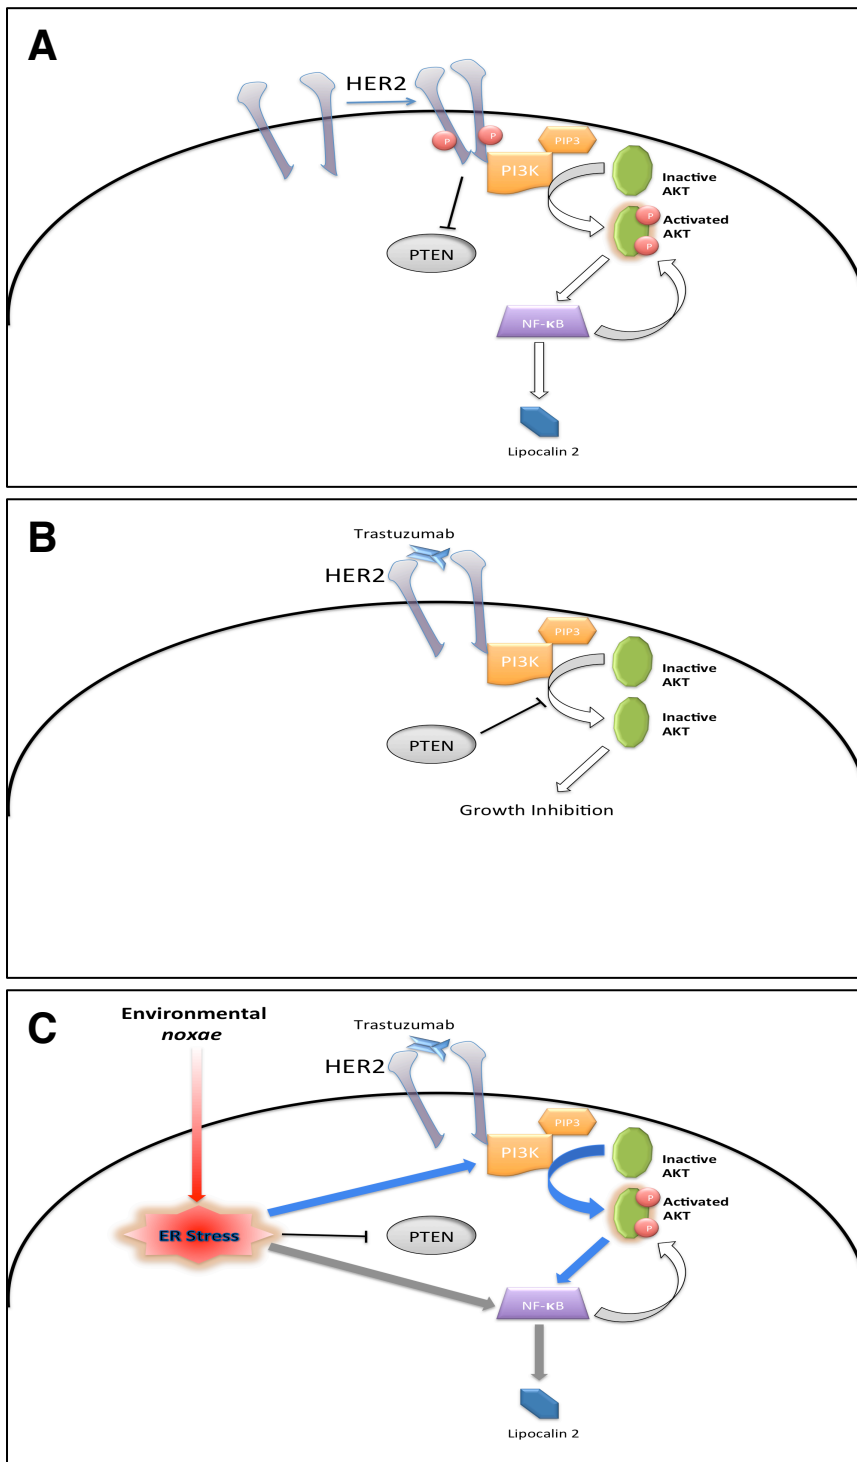 A
HER2
P
P
PI3K
PIP3
Inactive
AKT
P
P
Activated
AKT
PTEN
NF-κB
Lipocalin 2
B
Trastuzumab
HER2
PIP3
PI3K
Inactive
AKT
Inactive
AKT
PTEN
Growth Inhibition
C
Environmental
noxae
Trastuzumab
HER2
PIP3
PI3K
Inactive
AKT
P
P
Activated
AKT
ER Stress
PTEN
NF-κB
Lipocalin 2